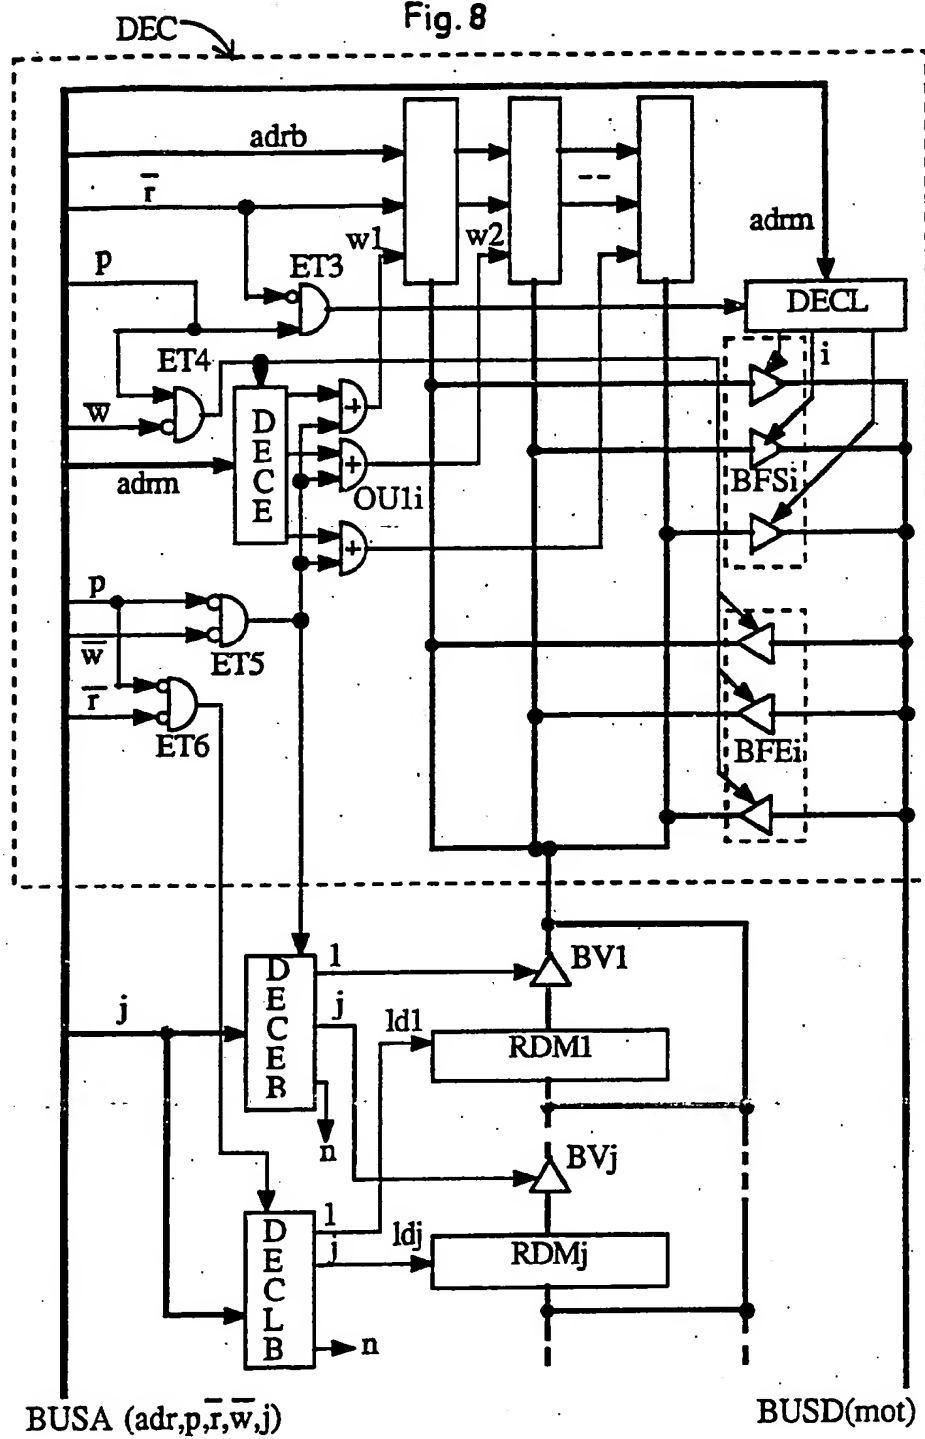 Fig. 8
DEC
adrb
r̅
w1
w2
--
adrm
p
ET3
DECL
ET4
i
w̅
DECE
+
adrm
+
OU1i
BFSi
+
p
w̅
ET5
r̅
ET6
BFEi
DECEB
1
BV1
j
j
ld1
RDM1
n
BVj
DECLB
1
j
ldj
RDMj
n
BUSA (adr,p,r̅,w̅,j)
BUSD(mot)